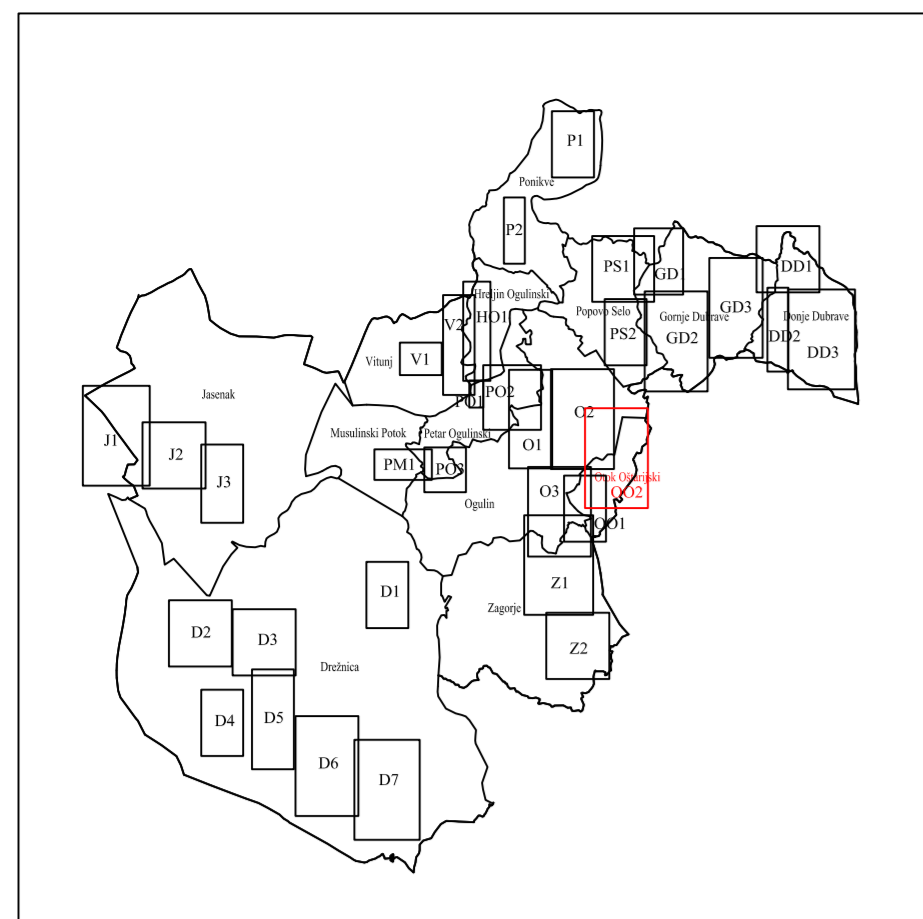 P1
Ponikve
P2
PS1
GD1
DD1
Hreljin Ogulinski
GD3
V2
HO1
Popovo Selo
Gornje Dubrave
Donje Dubrave
PS2
GD2
DD2
DD3
Vitunj
V1
Jasenak
PO1
PO2
J1
O2
Musulinski Potok
Petar Ogulinski
O1
J2
J3
PM1
PO3
Otok Oštarijski
O3
OO2
Ogulin
OO1
D1
Z1
Zagorje
D2
D3
Z2
Drežnica
D4
D5
D6
D7